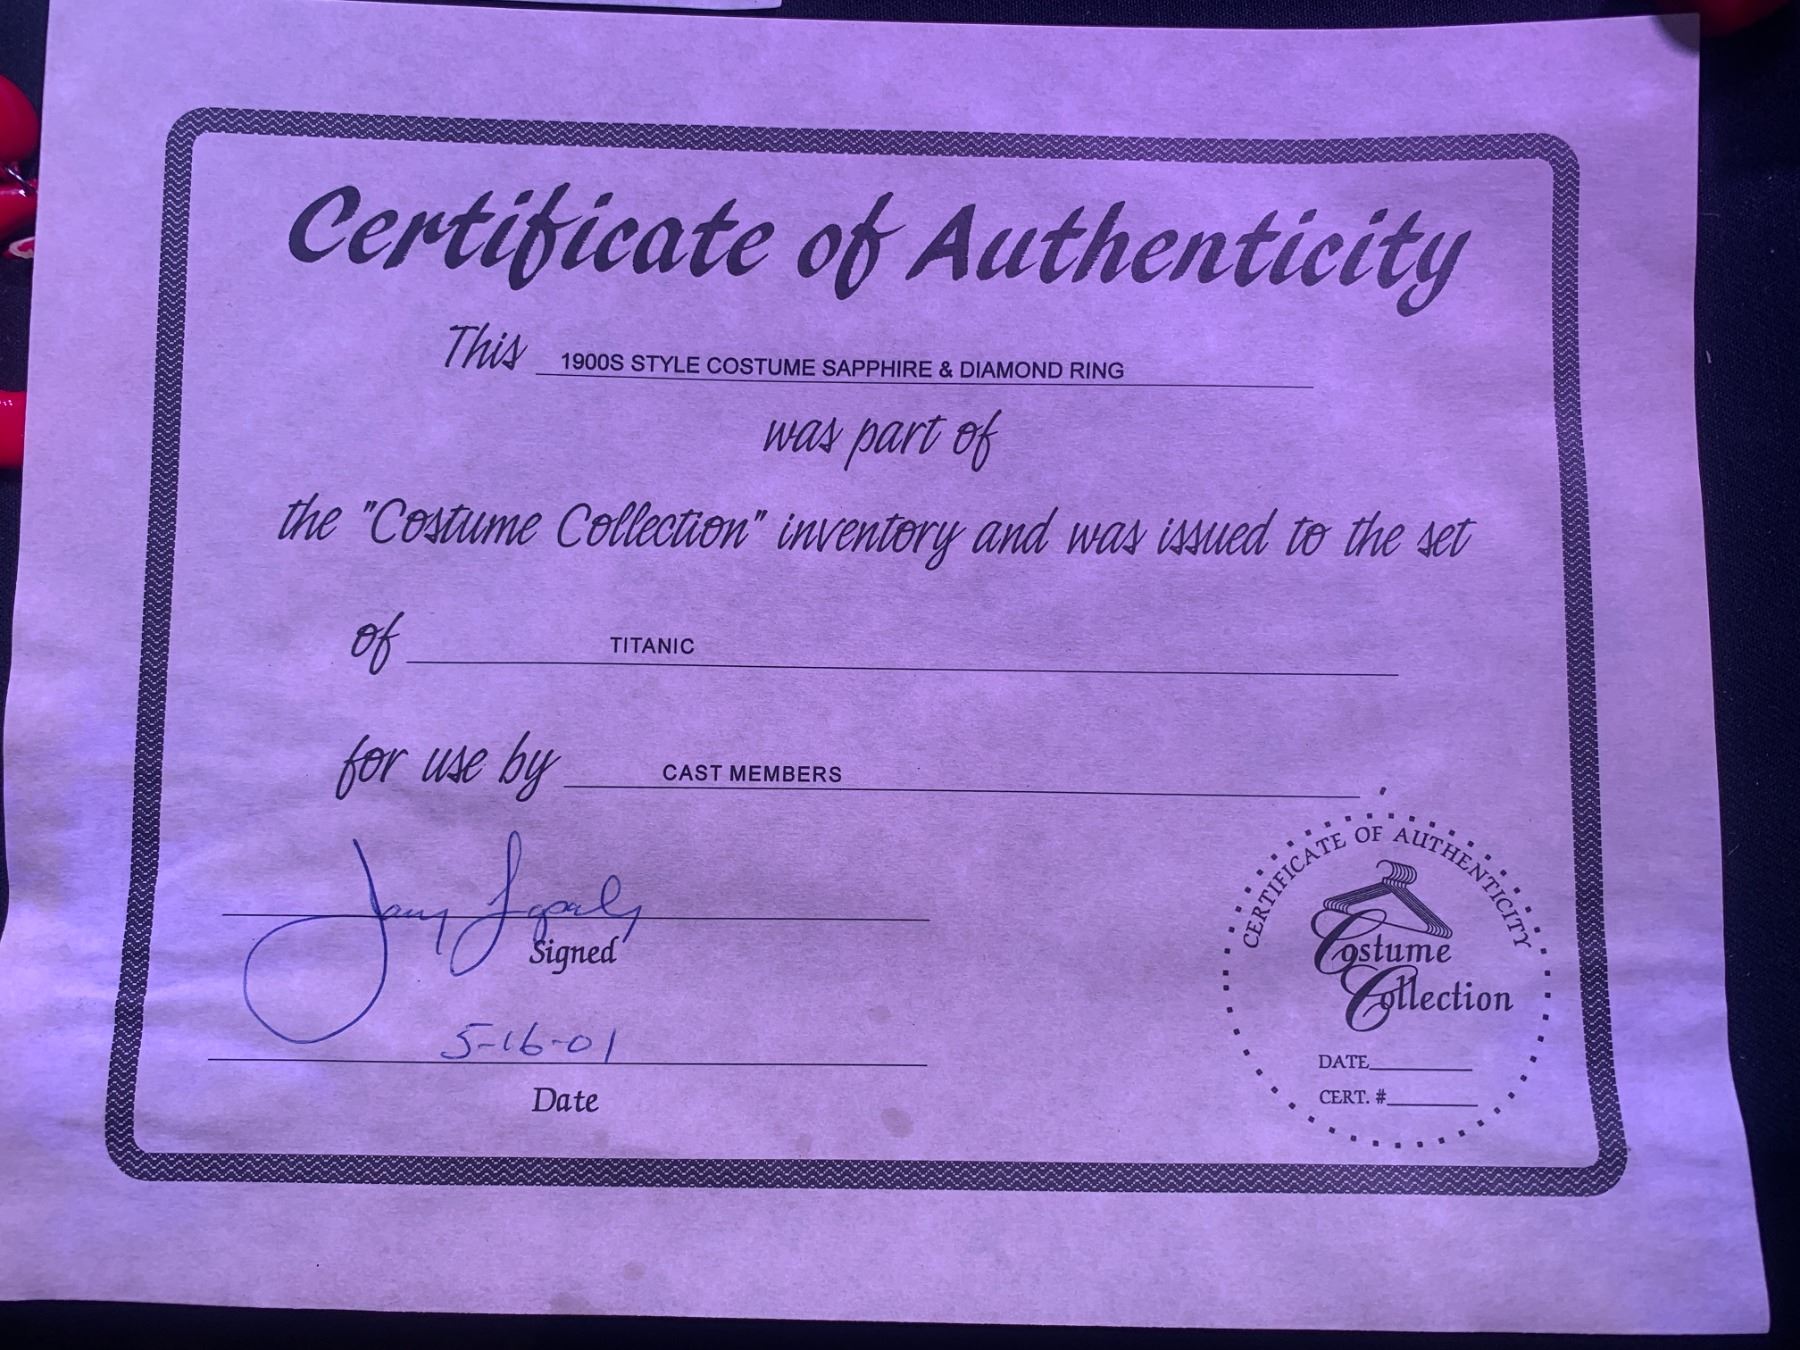 Certificate of Authenticity
This 1900S STYLE COSTUME SAPPHIRE & DIAMOND RING
was part of
the "Costume Collection" inventory and was issued to the set
of TITANIC
for use by CAST MEMBERS
Signed
5-16-01
Date
CERTIFICATE OF AUTHENTICITY
Costume
Collection
DATE
CERT. #